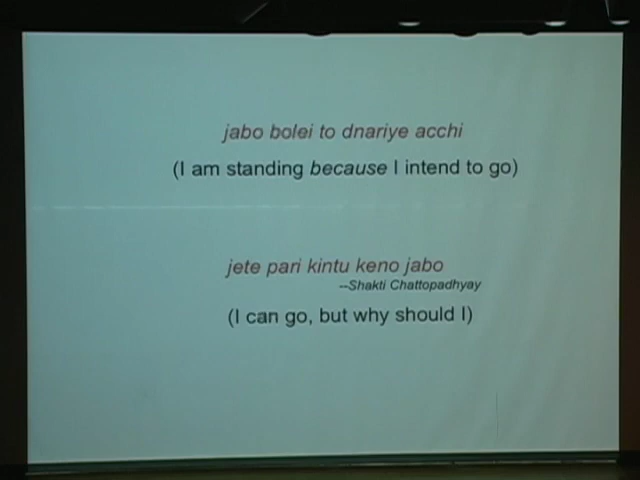 jabo bolei to dnariye acchi
(I am standing because I intend to go)
jete pari kintu keno jabo
--Shakti Chattopadhyay
(I can go, but why should I)